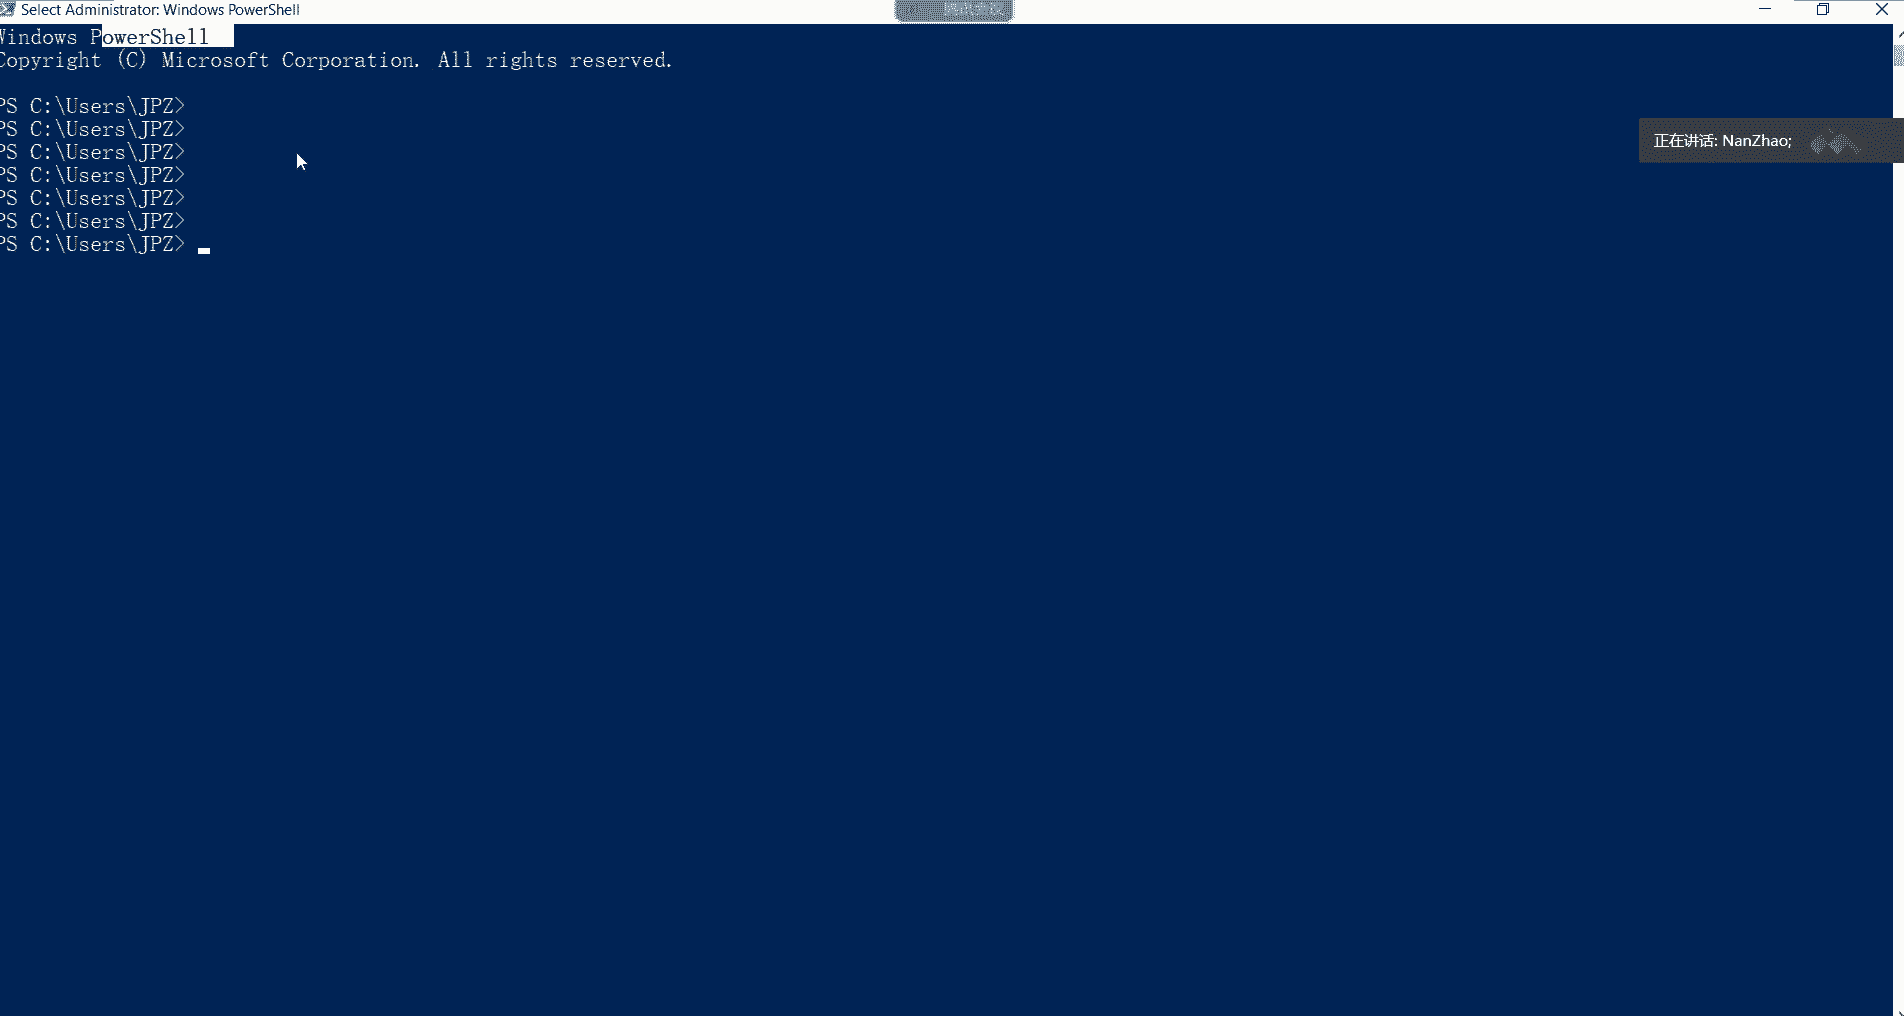 Select Administrator: Windows PowerShell
Windows PowerShell
Copyright (C) Microsoft Corporation. All rights reserved.
PS C:\Users\JPZ>
PS C:\Users\JPZ>
PS C:\Users\JPZ>
PS C:\Users\JPZ>
PS C:\Users\JPZ>
PS C:\Users\JPZ>
PS C:\Users\JPZ>
正在讲话: NanZhao;